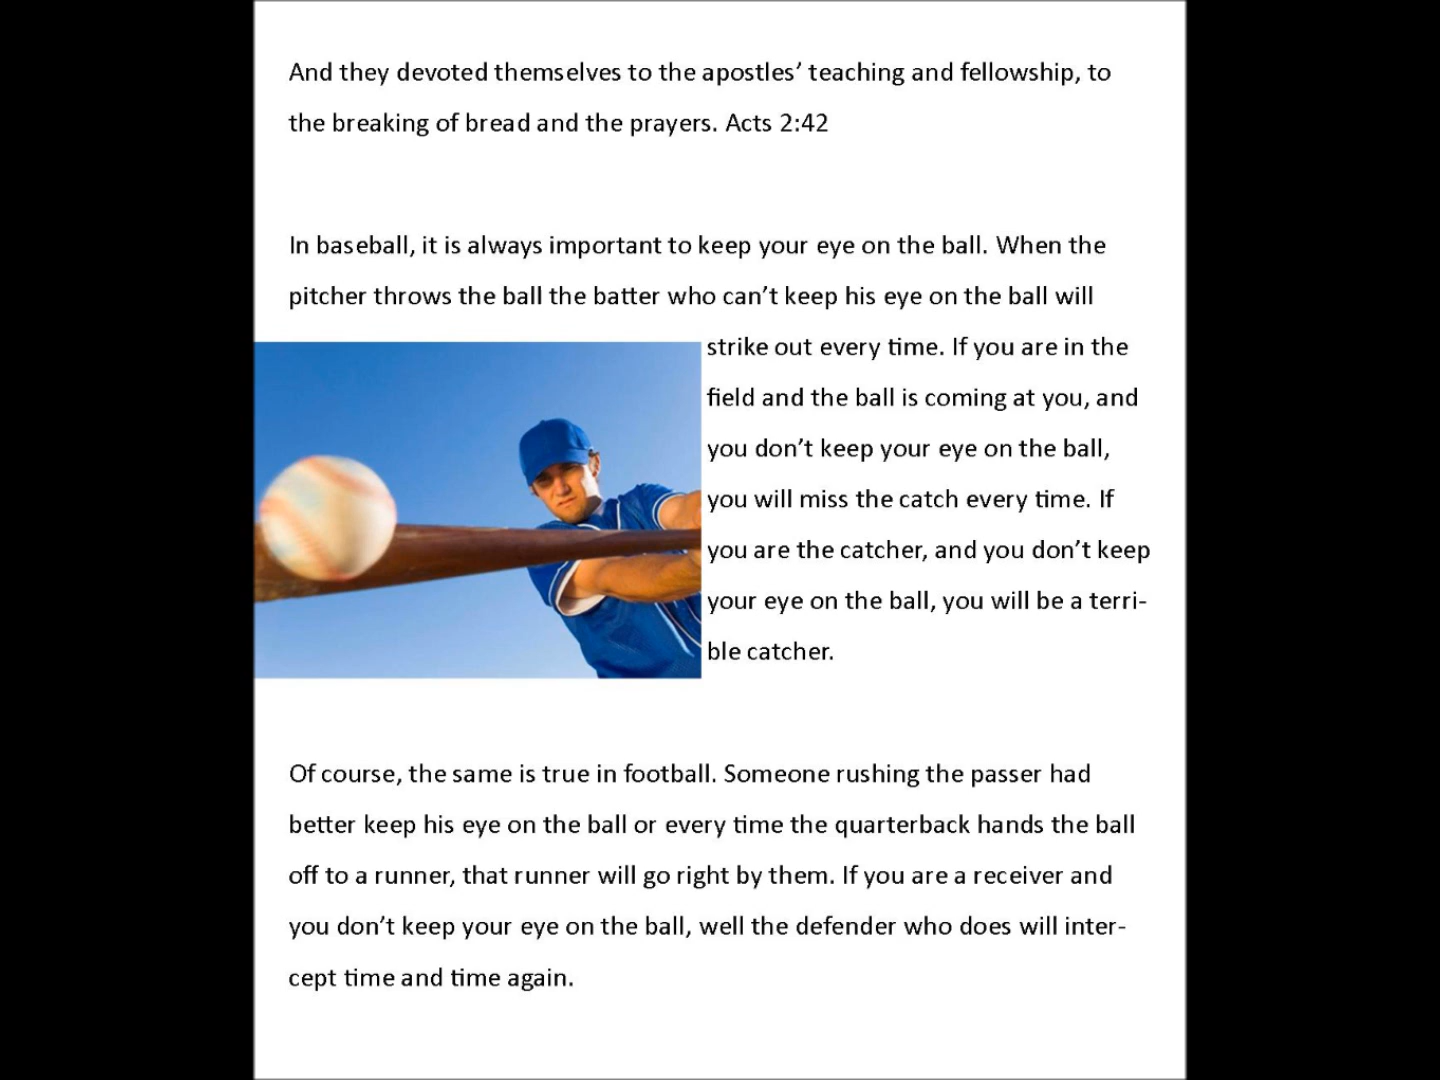 And they devoted themselves to the apostles’ teaching and fellowship, to
the breaking of bread and the prayers. Acts 2:42
In baseball, it is always important to keep your eye on the ball. When the
pitcher throws the ball the batter who can’t keep his eye on the ball will
strike out every time. If you are in the
field and the ball is coming at you, and
you don’t keep your eye on the ball,
you will miss the catch every time. If
you are the catcher, and you don’t keep
your eye on the ball, you will be a terri-
ble catcher.
Of course, the same is true in football. Someone rushing the passer had
better keep his eye on the ball or every time the quarterback hands the ball
off to a runner, that runner will go right by them. If you are a receiver and
you don’t keep your eye on the ball, well the defender who does will inter-
cept time and time again.